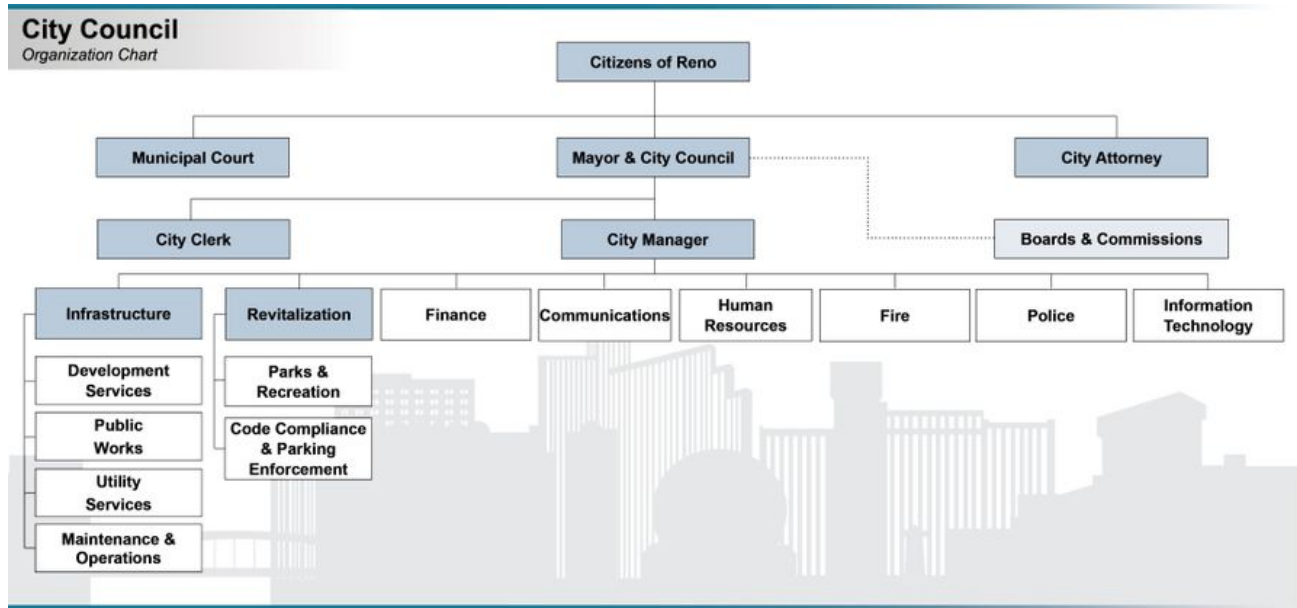 City Council
Organization Chart
Citizens of Reno
Municipal Court
Mayor & City Council
City Attorney
City Clerk
City Manager
Boards & Commissions
Infrastructure
Revitalization
Finance
Communications
Human
Resources
Fire
Police
Information
Technology
Development
Services
Parks &
Recreation
Public
Works
Code Compliance
& Parking
Enforcement
Utility
Services
Maintenance &
Operations